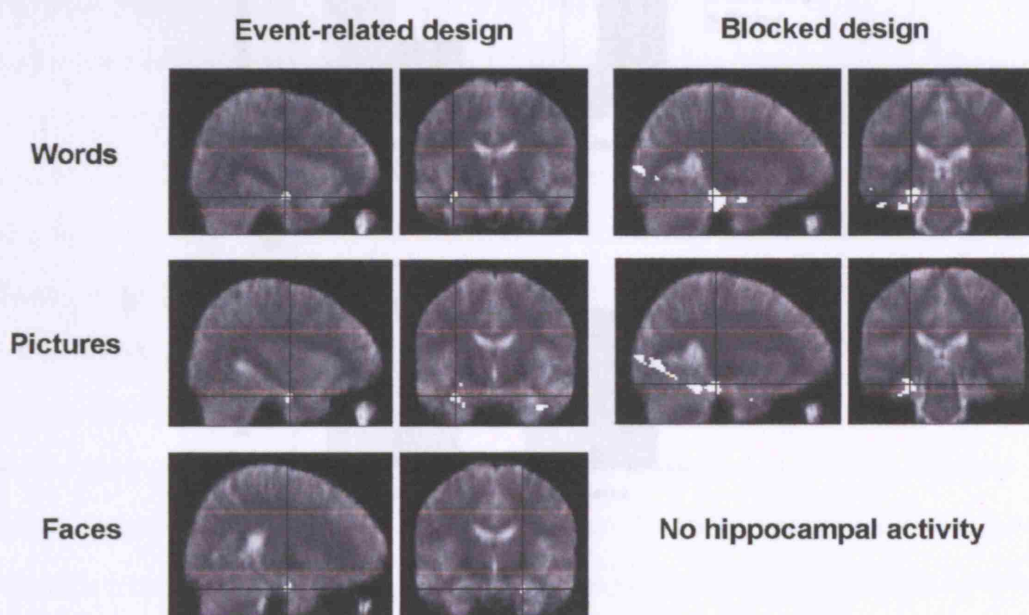 Event-related design
Blocked design
Words
Pictures
Faces
No hippocampal activity